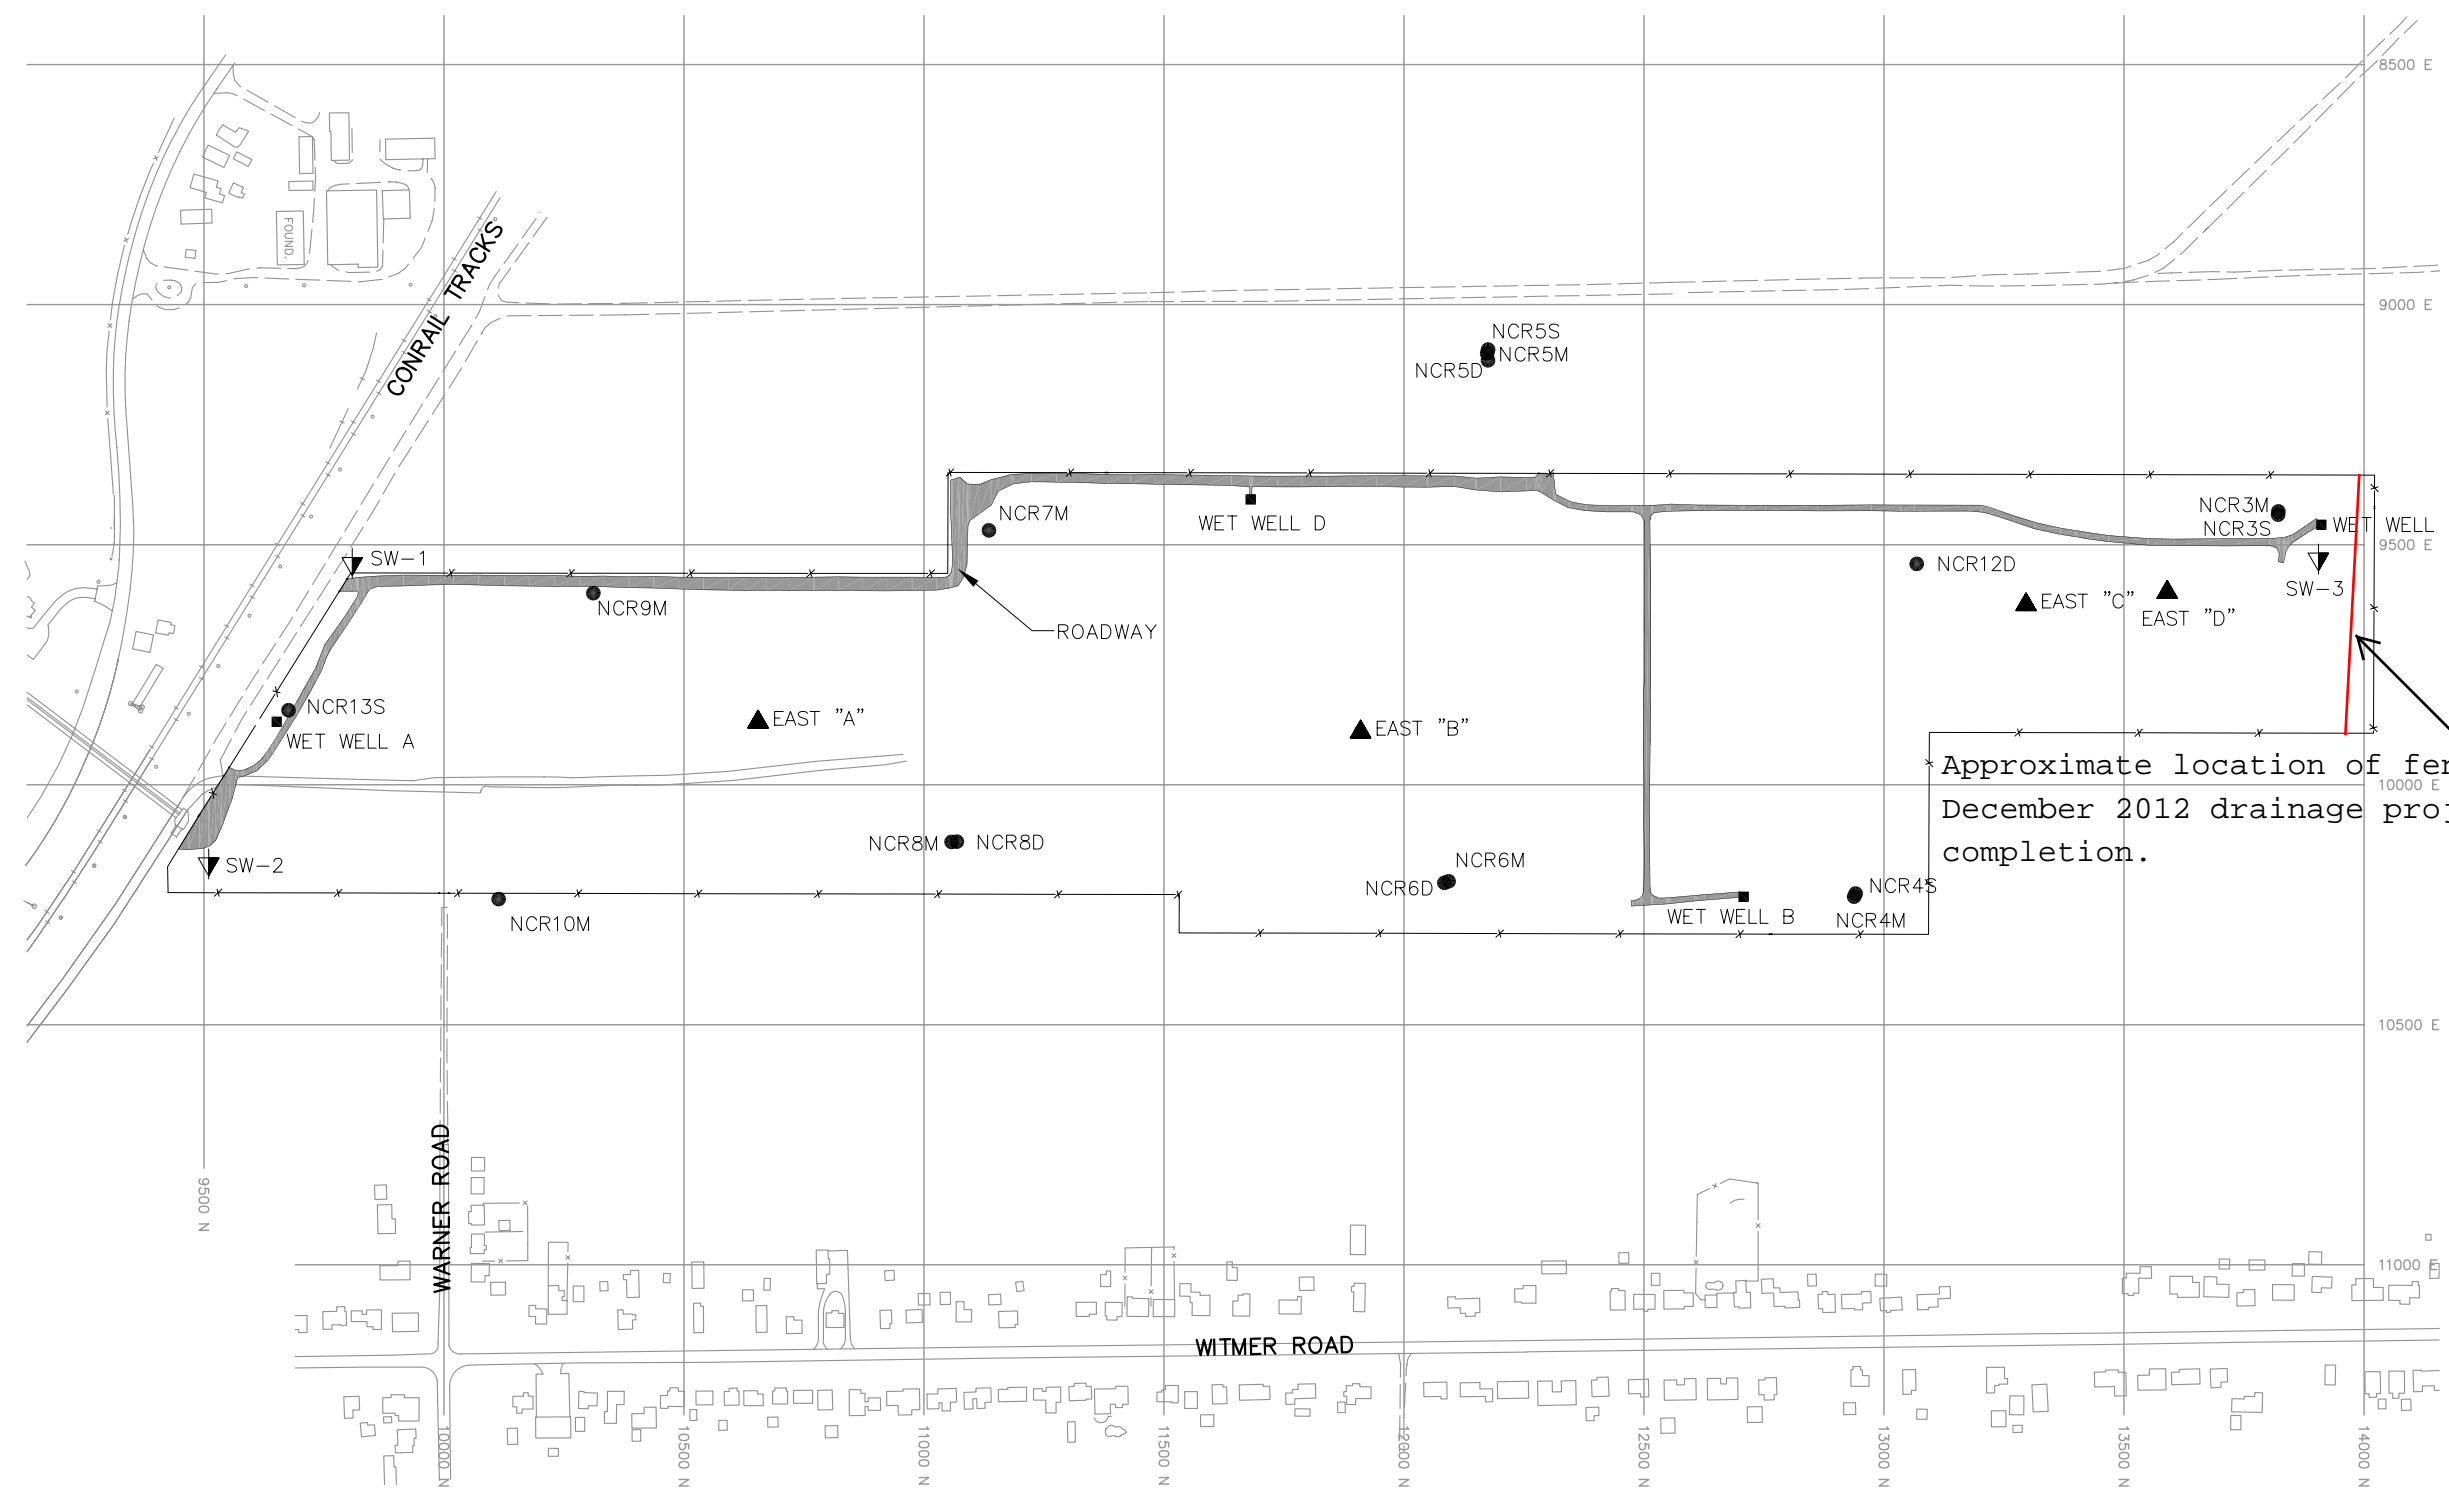 8500 E
FOUND.
CONRAIL TRACKS
9000 E
NCR5S
NCR5M
NCR5D
NCR7M
WET WELL D
NCR3M
NCR3S
WET WELL
9500 E
SW-1
NCR12D
SW-3
EAST "C"
EAST "D"
NCR9M
ROADWAY
NCR13S
EAST "A"
EAST "B"
WET WELL A
Approximate location of
10000 E
December 2012 drainage
completion.
NCR8M
NCR8D
SW-2
NCR6M
NCR6D
NCR4S
WET WELL B
NCR4M
NCR10M
10500 E
WARNER ROAD
9500 N
11000 E
WITMER ROAD
10000 N
10500 N
11000 N
11500 N
12000 N
12500 N
13000 N
13500 N
14000 N